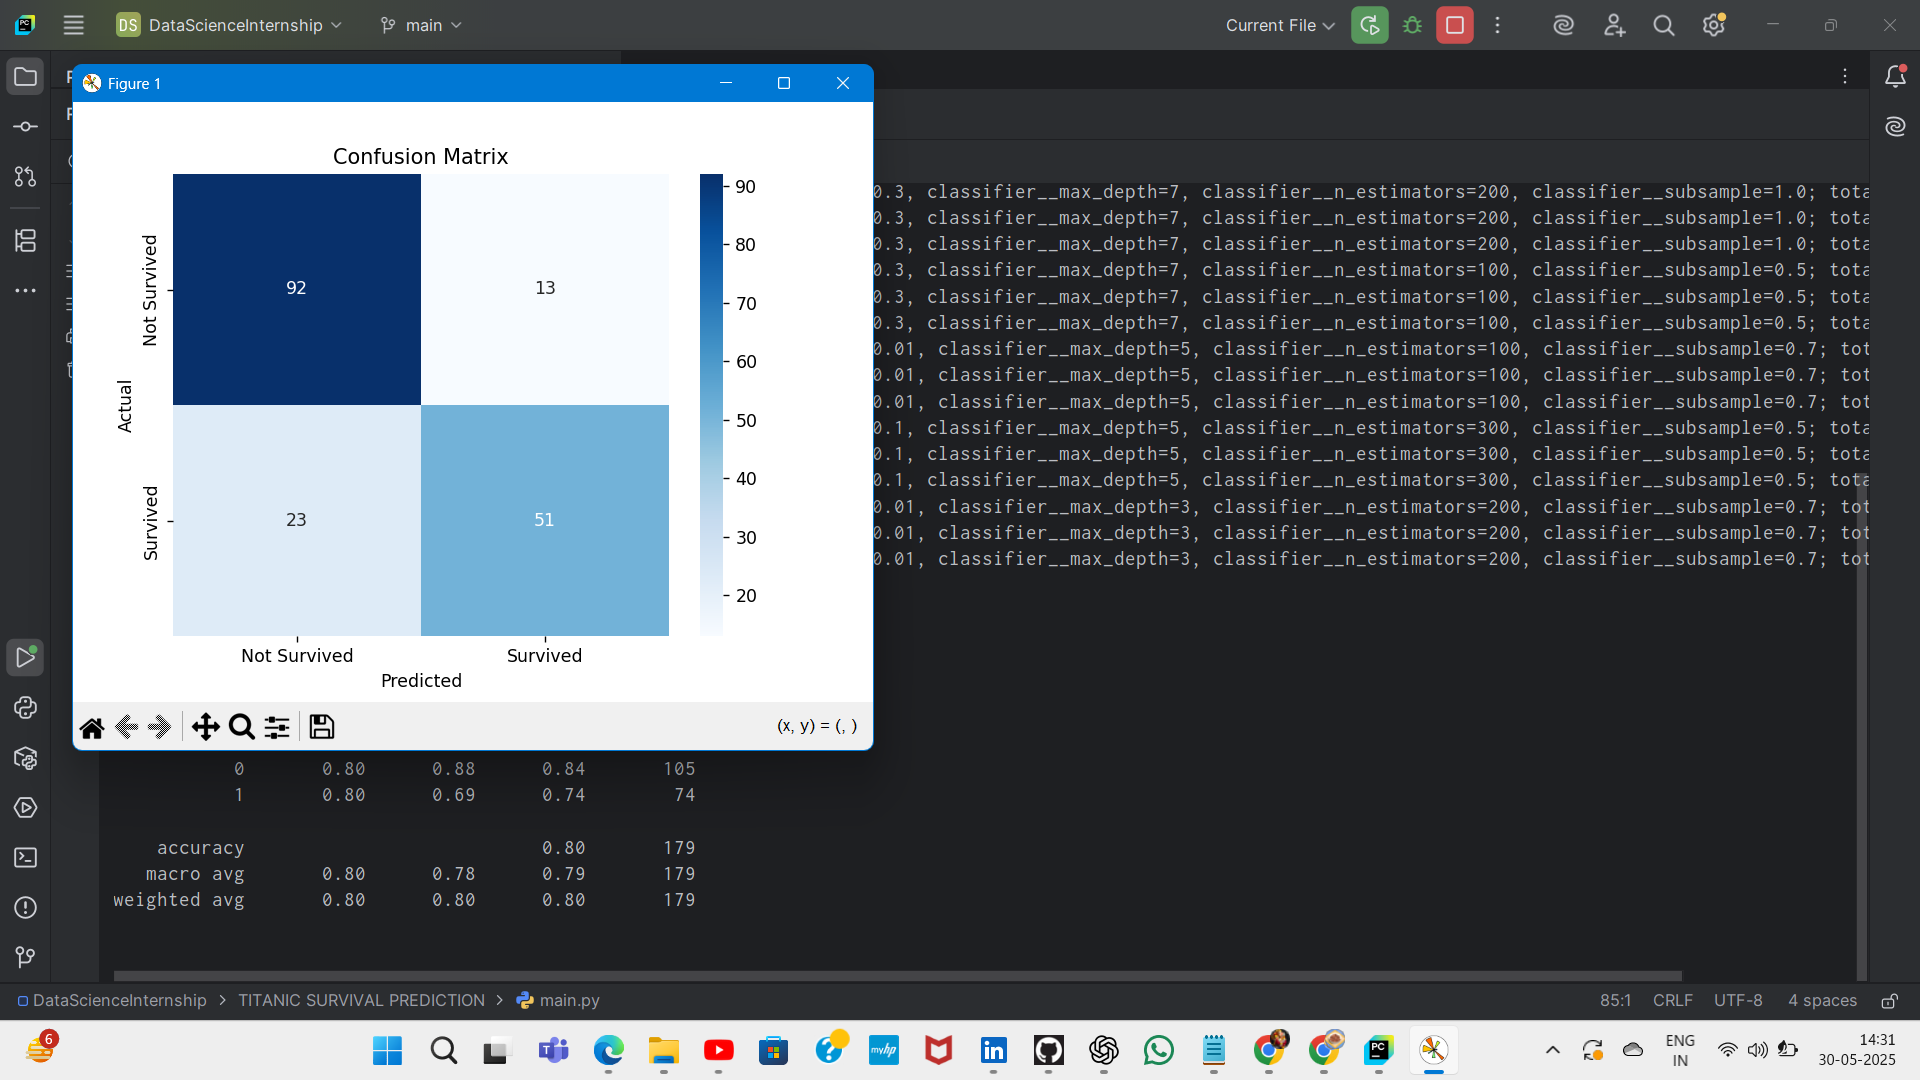 DS DataScienceInternship main Current File
Figure 1
Confusion Matrix
Not Survived
Survived
Actual
92 13
23 51
Not Survived Survived
Predicted
90
80
70
60
50
40
30
20
(x, y) = (, )
0.3, classifier__max_depth=7, classifier__n_estimators=200, classifier__subsample=1.0; tota
0.3, classifier__max_depth=7, classifier__n_estimators=200, classifier__subsample=1.0; tota
0.3, classifier__max_depth=7, classifier__n_estimators=200, classifier__subsample=1.0; tota
0.3, classifier__max_depth=7, classifier__n_estimators=100, classifier__subsample=0.5; tota
0.3, classifier__max_depth=7, classifier__n_estimators=100, classifier__subsample=0.5; tota
0.3, classifier__max_depth=7, classifier__n_estimators=100, classifier__subsample=0.5; tota
0.01, classifier__max_depth=5, classifier__n_estimators=100, classifier__subsample=0.7; tot
0.01, classifier__max_depth=5, classifier__n_estimators=100, classifier__subsample=0.7; tot
0.01, classifier__max_depth=5, classifier__n_estimators=100, classifier__subsample=0.7; tot
0.1, classifier__max_depth=5, classifier__n_estimators=300, classifier__subsample=0.5; tota
0.1, classifier__max_depth=5, classifier__n_estimators=300, classifier__subsample=0.5; tota
0.1, classifier__max_depth=5, classifier__n_estimators=300, classifier__subsample=0.5; tota
0.01, classifier__max_depth=3, classifier__n_estimators=200, classifier__subsample=0.7; tot
0.01, classifier__max_depth=3, classifier__n_estimators=200, classifier__subsample=0.7; tot
0.01, classifier__max_depth=3, classifier__n_estimators=200, classifier__subsample=0.7; tot
0 0.80 0.88 0.84 105
1 0.80 0.69 0.74 74
accuracy 0.80 179
macro avg 0.80 0.78 0.79 179
weighted avg 0.80 0.80 0.80 179
DataScienceInternship > TITANIC SURVIVAL PREDICTION > main.py 85:1 CRLF UTF-8 4 spaces
6
myhp
in
PC
ENG
IN
14:31
30-05-2025